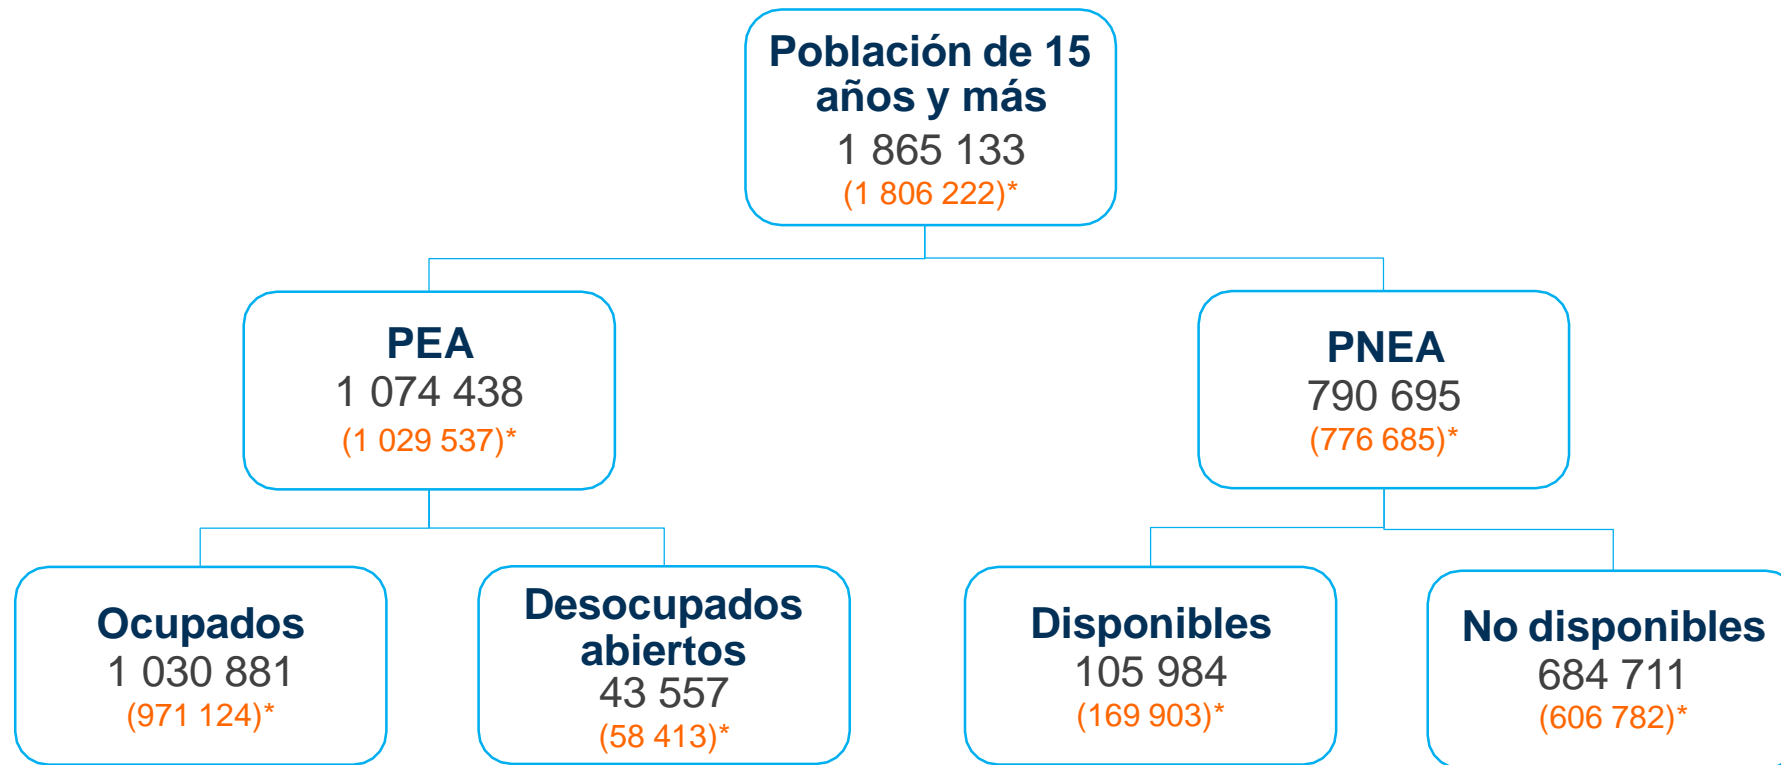 Población de 15
años y más
1 865 133
(1 806 222)*
PEA
1 074 438
(1 029 537)*
PNEA
790 695
(776 685)*
Ocupados
1 030 881
(971 124)*
Desocupados
abiertos
43 557
(58 413)*
Disponibles
105 984
(169 903)*
No disponibles
684 711
(606 782)*